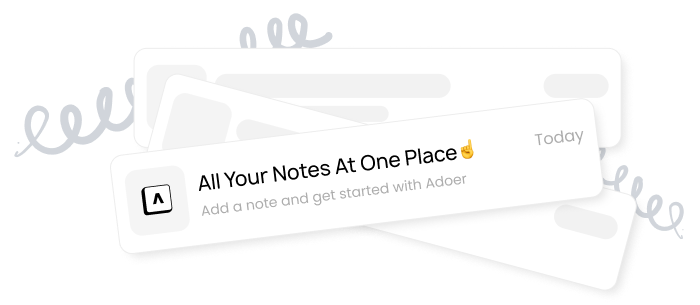 All Your Notes At One Place☝️
Today
Add a note and get started with Adoer